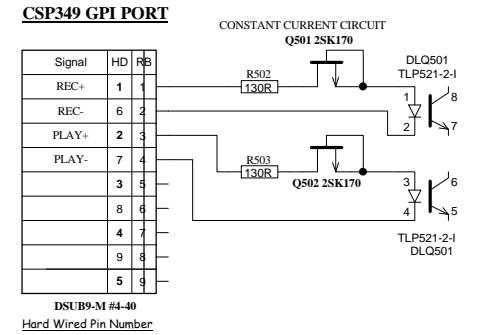 CSP349 GPI PORT
CONSTANT CURRENT CIRCUIT
Q501 2SK170
Signal HD RB
REC+ 1 1
REC- 6 2
PLAY+ 2 3
PLAY- 7 4
3 5
8 6
4 7
9 8
5 9
R502
130R
DLQ501
TLP521-2-I
1 8
2 7
R503
130R
Q502 2SK170
3 6
4 5
TLP521-2-I
DLQ501
DSUB9-M #4-40
Hard Wired Pin Number